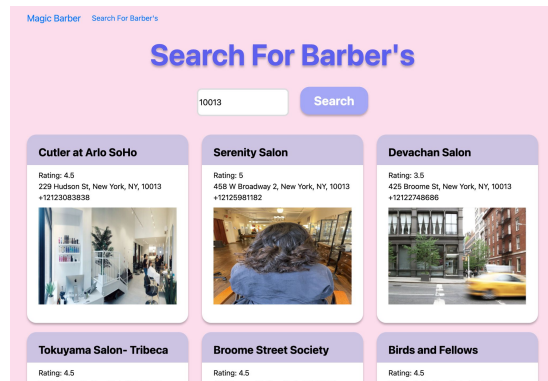 Magic Barber Search For Barber's
Search For Barber's
10013 Search
Cutler at Arlo SoHo
Rating: 4.5
229 Hudson St, New York, NY, 10013
+12123083838
Serenity Salon
Rating: 5
458 W Broadway 2, New York, NY, 10013
+12125981182
Devachan Salon
Rating: 3.5
425 Broome St, New York, NY, 10013
+12122748686
Tokuyama Salon- Tribeca
Rating: 4.5
Broome Street Society
Rating: 4.5
Birds and Fellows
Rating: 4.5